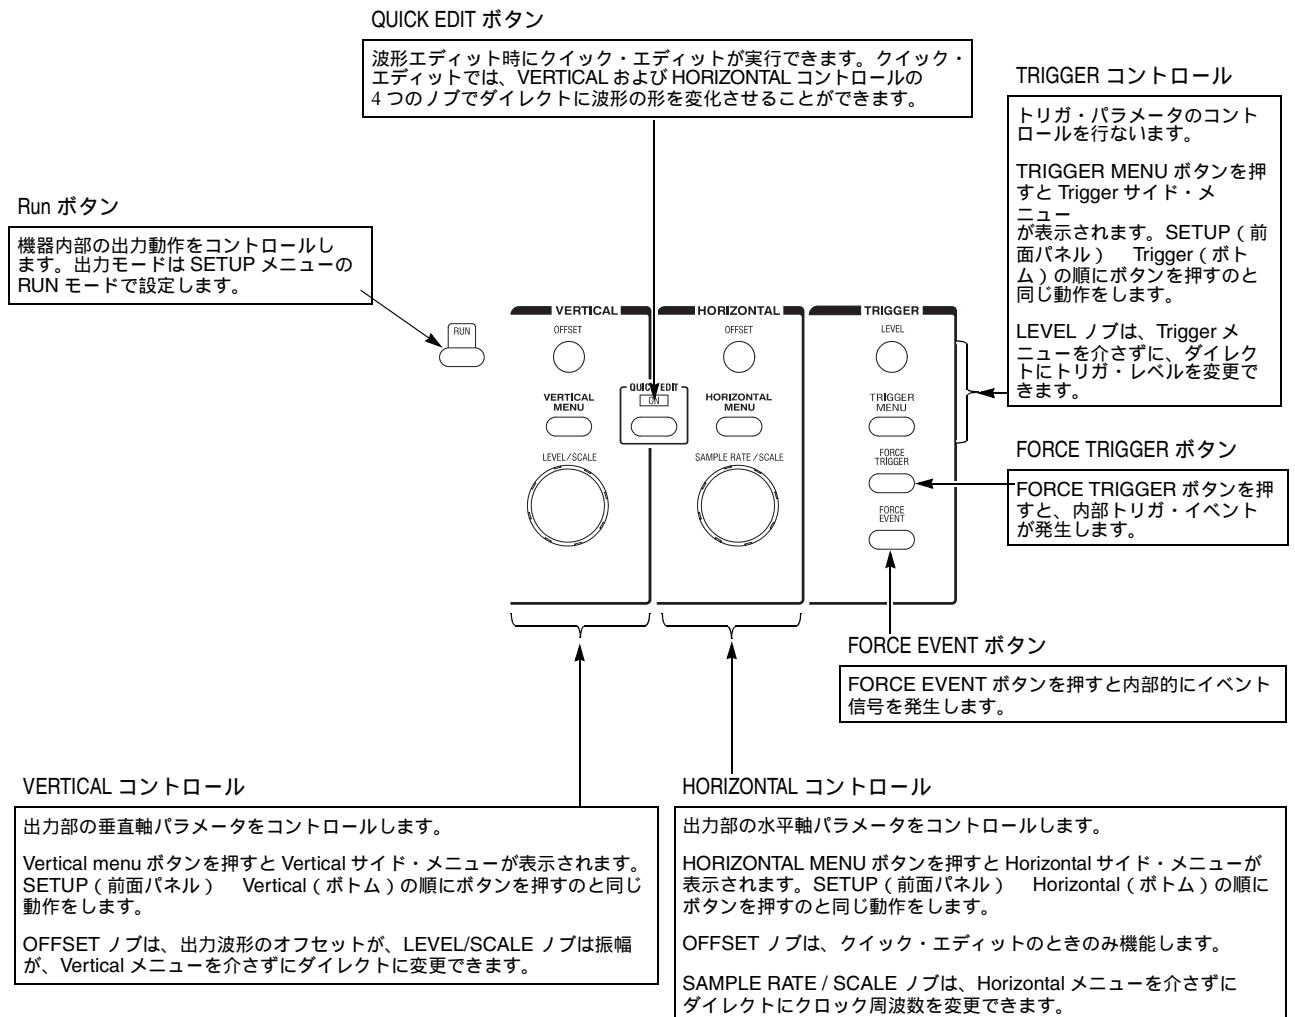 QUICK EDIT ボタン
波形エディット時にクイック・エディットが実行できます。クイック・
エディットでは、VERTICAL および HORIZONTAL コントロールの
4 つのノブでダイレクトに波形の形を変化させることができます。
TRIGGER コントロール
トリガ・パラメータのコント
ロールを行ないます。
TRIGGER MENU ボタンを押
すと Trigger サイド・メ
ニュー
が表示されます。SETUP（前
面パネル） Trigger（ボト
ム）の順にボタンを押すのと
同じ動作をします。
LEVEL ノブは、Trigger メ
ニューを介さずに、ダイレク
トにトリガ・レベルを変更で
きます。
Run ボタン
機器内部の出力動作をコントロールし
ます。出力モードは SETUP メニューの
RUN モードで設定します。
RUN
VERTICAL
OFFSET
VERTICAL
MENU
LEVEL/SCALE
QUICK EDIT
ON
HORIZONTAL
OFFSET
HORIZONTAL
MENU
SAMPLE RATE/SCALE
TRIGGER
LEVEL
TRIGGER
MENU
FORCE
TRIGGER
FORCE
EVENT
FORCE TRIGGER ボタン
FORCE TRIGGER ボタンを押
すと、内部トリガ・イベント
が発生します。
FORCE EVENT ボタン
FORCE EVENT ボタンを押すと内部的にイベント
信号を発生します。
VERTICAL コントロール
出力部の垂直軸パラメータをコントロールします。
Vertical menu ボタンを押すと Vertical サイド・メニューが表示されます。
SETUP（前面パネル） Vertical（ボトム）の順にボタンを押すのと同じ
動作をします。
OFFSET ノブは、出力波形のオフセットが、LEVEL/SCALE ノブは振幅
が、Vertical メニューを介さずにダイレクトに変更できます。
HORIZONTAL コントロール
出力部の水平軸パラメータをコントロールします。
HORIZONTAL MENU ボタンを押すと Horizontal サイド・メニューが
表示されます。SETUP（前面パネル） Horizontal（ボトム）の順に
ボタンを押すのと同じ動作をします。
OFFSET ノブは、クイック・エディットのときのみ機能します。
SAMPLE RATE / SCALE ノブは、Horizontal メニューを介さずに
ダイレクトにクロック周波数を変更できます。